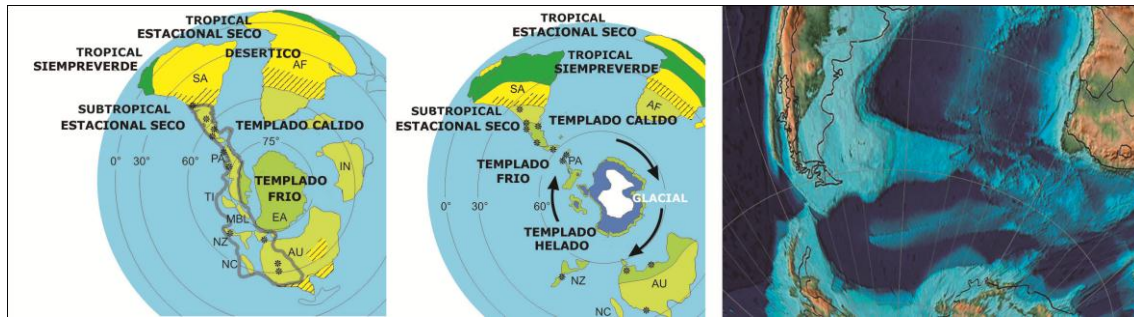 TROPICAL
ESTACIONAL SECO
TROPICAL
SIEMPREVERDE
DESERTICO
SA
AF
SUBTROPICAL
ESTACIONAL SECO
TEMPLADO CALIDO
75°
0°
30°
60°
PA
IN
TEMPLADO
FRIO
TI
MBL
EA
NZ
AU
NC
TROPICAL
ESTACIONAL SECO
TROPICAL
SIEMPREVERDE
SA
AF
SUBTROPICAL
ESTACIONAL SECO
TEMPLADO CALIDO
PA
TEMPLADO
FRIO
0°
30°
60°
GLACIAL
TEMPLADO
HELADO
NZ
AU
NC